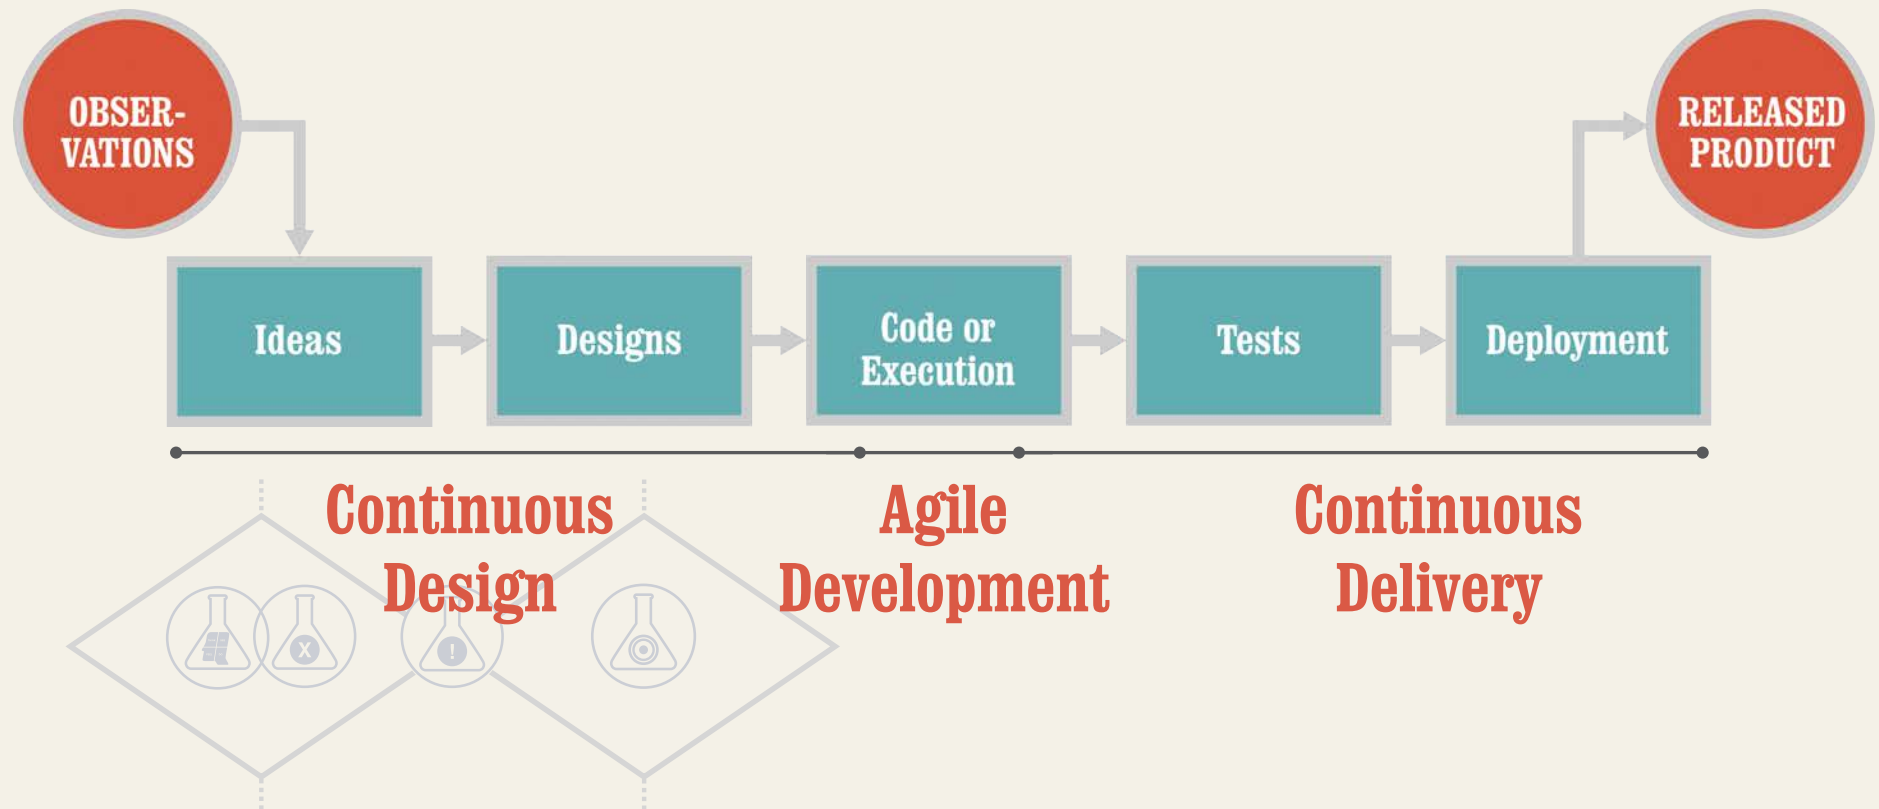 OBSER-
VATIONS
RELEASED
PRODUCT
Ideas
Designs
Code or
Execution
Tests
Deployment
Continuous
Design
Agile
Development
Continuous
Delivery
X
!